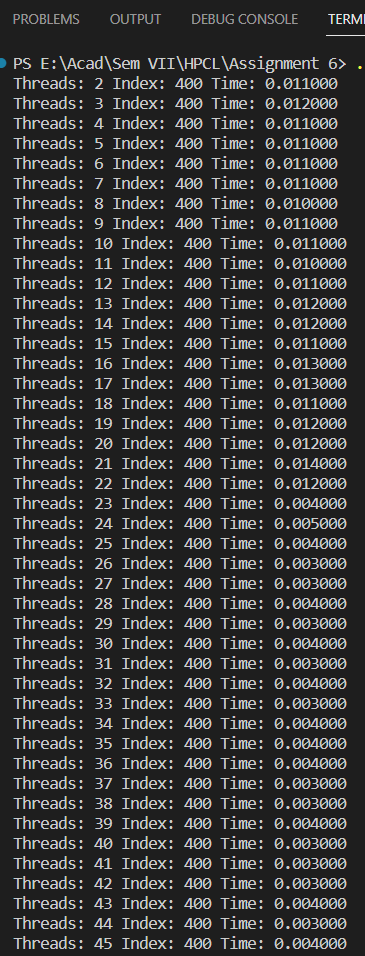 PROBLEMS OUTPUT DEBUG CONSOLE TERMI
PS E:\Acad\Sem VII\HPCL\Assignment 6> .
Threads: 2 Index: 400 Time: 0.011000
Threads: 3 Index: 400 Time: 0.012000
Threads: 4 Index: 400 Time: 0.011000
Threads: 5 Index: 400 Time: 0.011000
Threads: 6 Index: 400 Time: 0.011000
Threads: 7 Index: 400 Time: 0.011000
Threads: 8 Index: 400 Time: 0.010000
Threads: 9 Index: 400 Time: 0.011000
Threads: 10 Index: 400 Time: 0.011000
Threads: 11 Index: 400 Time: 0.010000
Threads: 12 Index: 400 Time: 0.011000
Threads: 13 Index: 400 Time: 0.012000
Threads: 14 Index: 400 Time: 0.012000
Threads: 15 Index: 400 Time: 0.011000
Threads: 16 Index: 400 Time: 0.013000
Threads: 17 Index: 400 Time: 0.013000
Threads: 18 Index: 400 Time: 0.011000
Threads: 19 Index: 400 Time: 0.012000
Threads: 20 Index: 400 Time: 0.012000
Threads: 21 Index: 400 Time: 0.014000
Threads: 22 Index: 400 Time: 0.012000
Threads: 23 Index: 400 Time: 0.004000
Threads: 24 Index: 400 Time: 0.005000
Threads: 25 Index: 400 Time: 0.004000
Threads: 26 Index: 400 Time: 0.003000
Threads: 27 Index: 400 Time: 0.003000
Threads: 28 Index: 400 Time: 0.004000
Threads: 29 Index: 400 Time: 0.003000
Threads: 30 Index: 400 Time: 0.004000
Threads: 31 Index: 400 Time: 0.003000
Threads: 32 Index: 400 Time: 0.004000
Threads: 33 Index: 400 Time: 0.003000
Threads: 34 Index: 400 Time: 0.004000
Threads: 35 Index: 400 Time: 0.004000
Threads: 36 Index: 400 Time: 0.004000
Threads: 37 Index: 400 Time: 0.003000
Threads: 38 Index: 400 Time: 0.003000
Threads: 39 Index: 400 Time: 0.004000
Threads: 40 Index: 400 Time: 0.003000
Threads: 41 Index: 400 Time: 0.003000
Threads: 42 Index: 400 Time: 0.003000
Threads: 43 Index: 400 Time: 0.004000
Threads: 44 Index: 400 Time: 0.003000
Threads: 45 Index: 400 Time: 0.004000